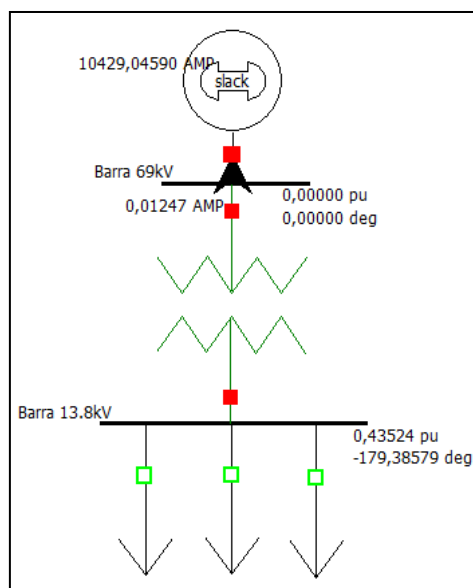 10429,04590 AMP
slack
Barra 69kV
0,00000 pu
0,01247 AMP
0,00000 deg
Barra 13.8kV
0,43524 pu
-179,38579 deg